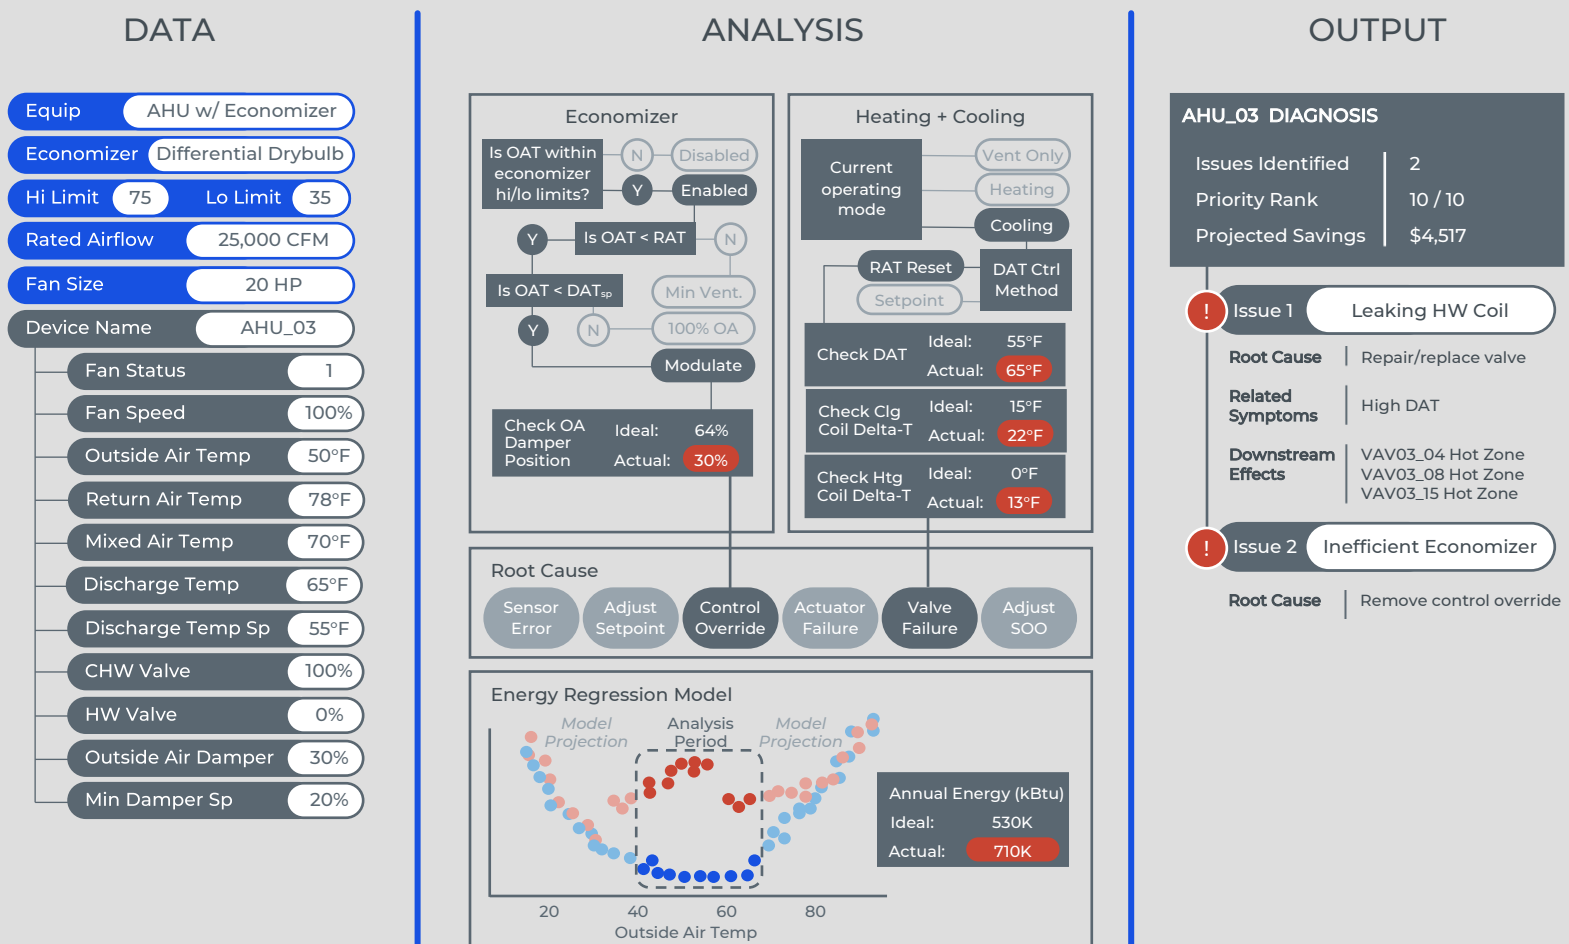 DATA
Equip AHU w/ Economizer
Economizer Differential Drybulb
Hi Limit 75 Lo Limit 35
Rated Airflow 25,000 CFM
Fan Size 20 HP
Device Name AHU_03
Fan Status 1
Fan Speed 100%
Outside Air Temp 50°F
Return Air Temp 78°F
Mixed Air Temp 70°F
Discharge Temp 65°F
Discharge Temp Sp 55°F
CHW Valve 100%
HW Valve 0%
Outside Air Damper 30%
Min Damper Sp 20%
ANALYSIS
Economizer
Is OAT within
economizer
hi/lo limits?
N Disabled
Y Enabled
Y Is OAT < RAT N
Is OAT < DATsp
Min Vent.
Y N 100% OA
Modulate
Check OA
Damper
Position
Ideal: 64%
Actual: 30%
Heating + Cooling
Current
operating
mode
Vent Only
Heating
Cooling
RAT Reset
Setpoint
DAT Ctrl
Method
Check DAT
Ideal: 55°F
Actual: 65°F
Check Clg
Coil Delta-T
Ideal: 15°F
Actual: 22°F
Check Htg
Coil Delta-T
Ideal: 0°F
Actual: 13°F
Root Cause
Sensor
Error
Adjust
Setpoint
Control
Override
Actuator
Failure
Valve
Failure
Adjust
SOO
Energy Regression Model
Model
Projection
Analysis
Period
Model
Projection
Annual Energy (kBtu)
Ideal: 530K
Actual: 710K
20 40 60 80
Outside Air Temp
OUTPUT
AHU_03 DIAGNOSIS
Issues Identified 2
Priority Rank 10 / 10
Projected Savings $4,517
! Issue 1 Leaking HW Coil
Root Cause Repair/replace valve
Related
Symptoms
High DAT
Downstream
Effects
VAV03_04 Hot Zone
VAV03_08 Hot Zone
VAV03_15 Hot Zone
! Issue 2 Inefficient Economizer
Root Cause Remove control override